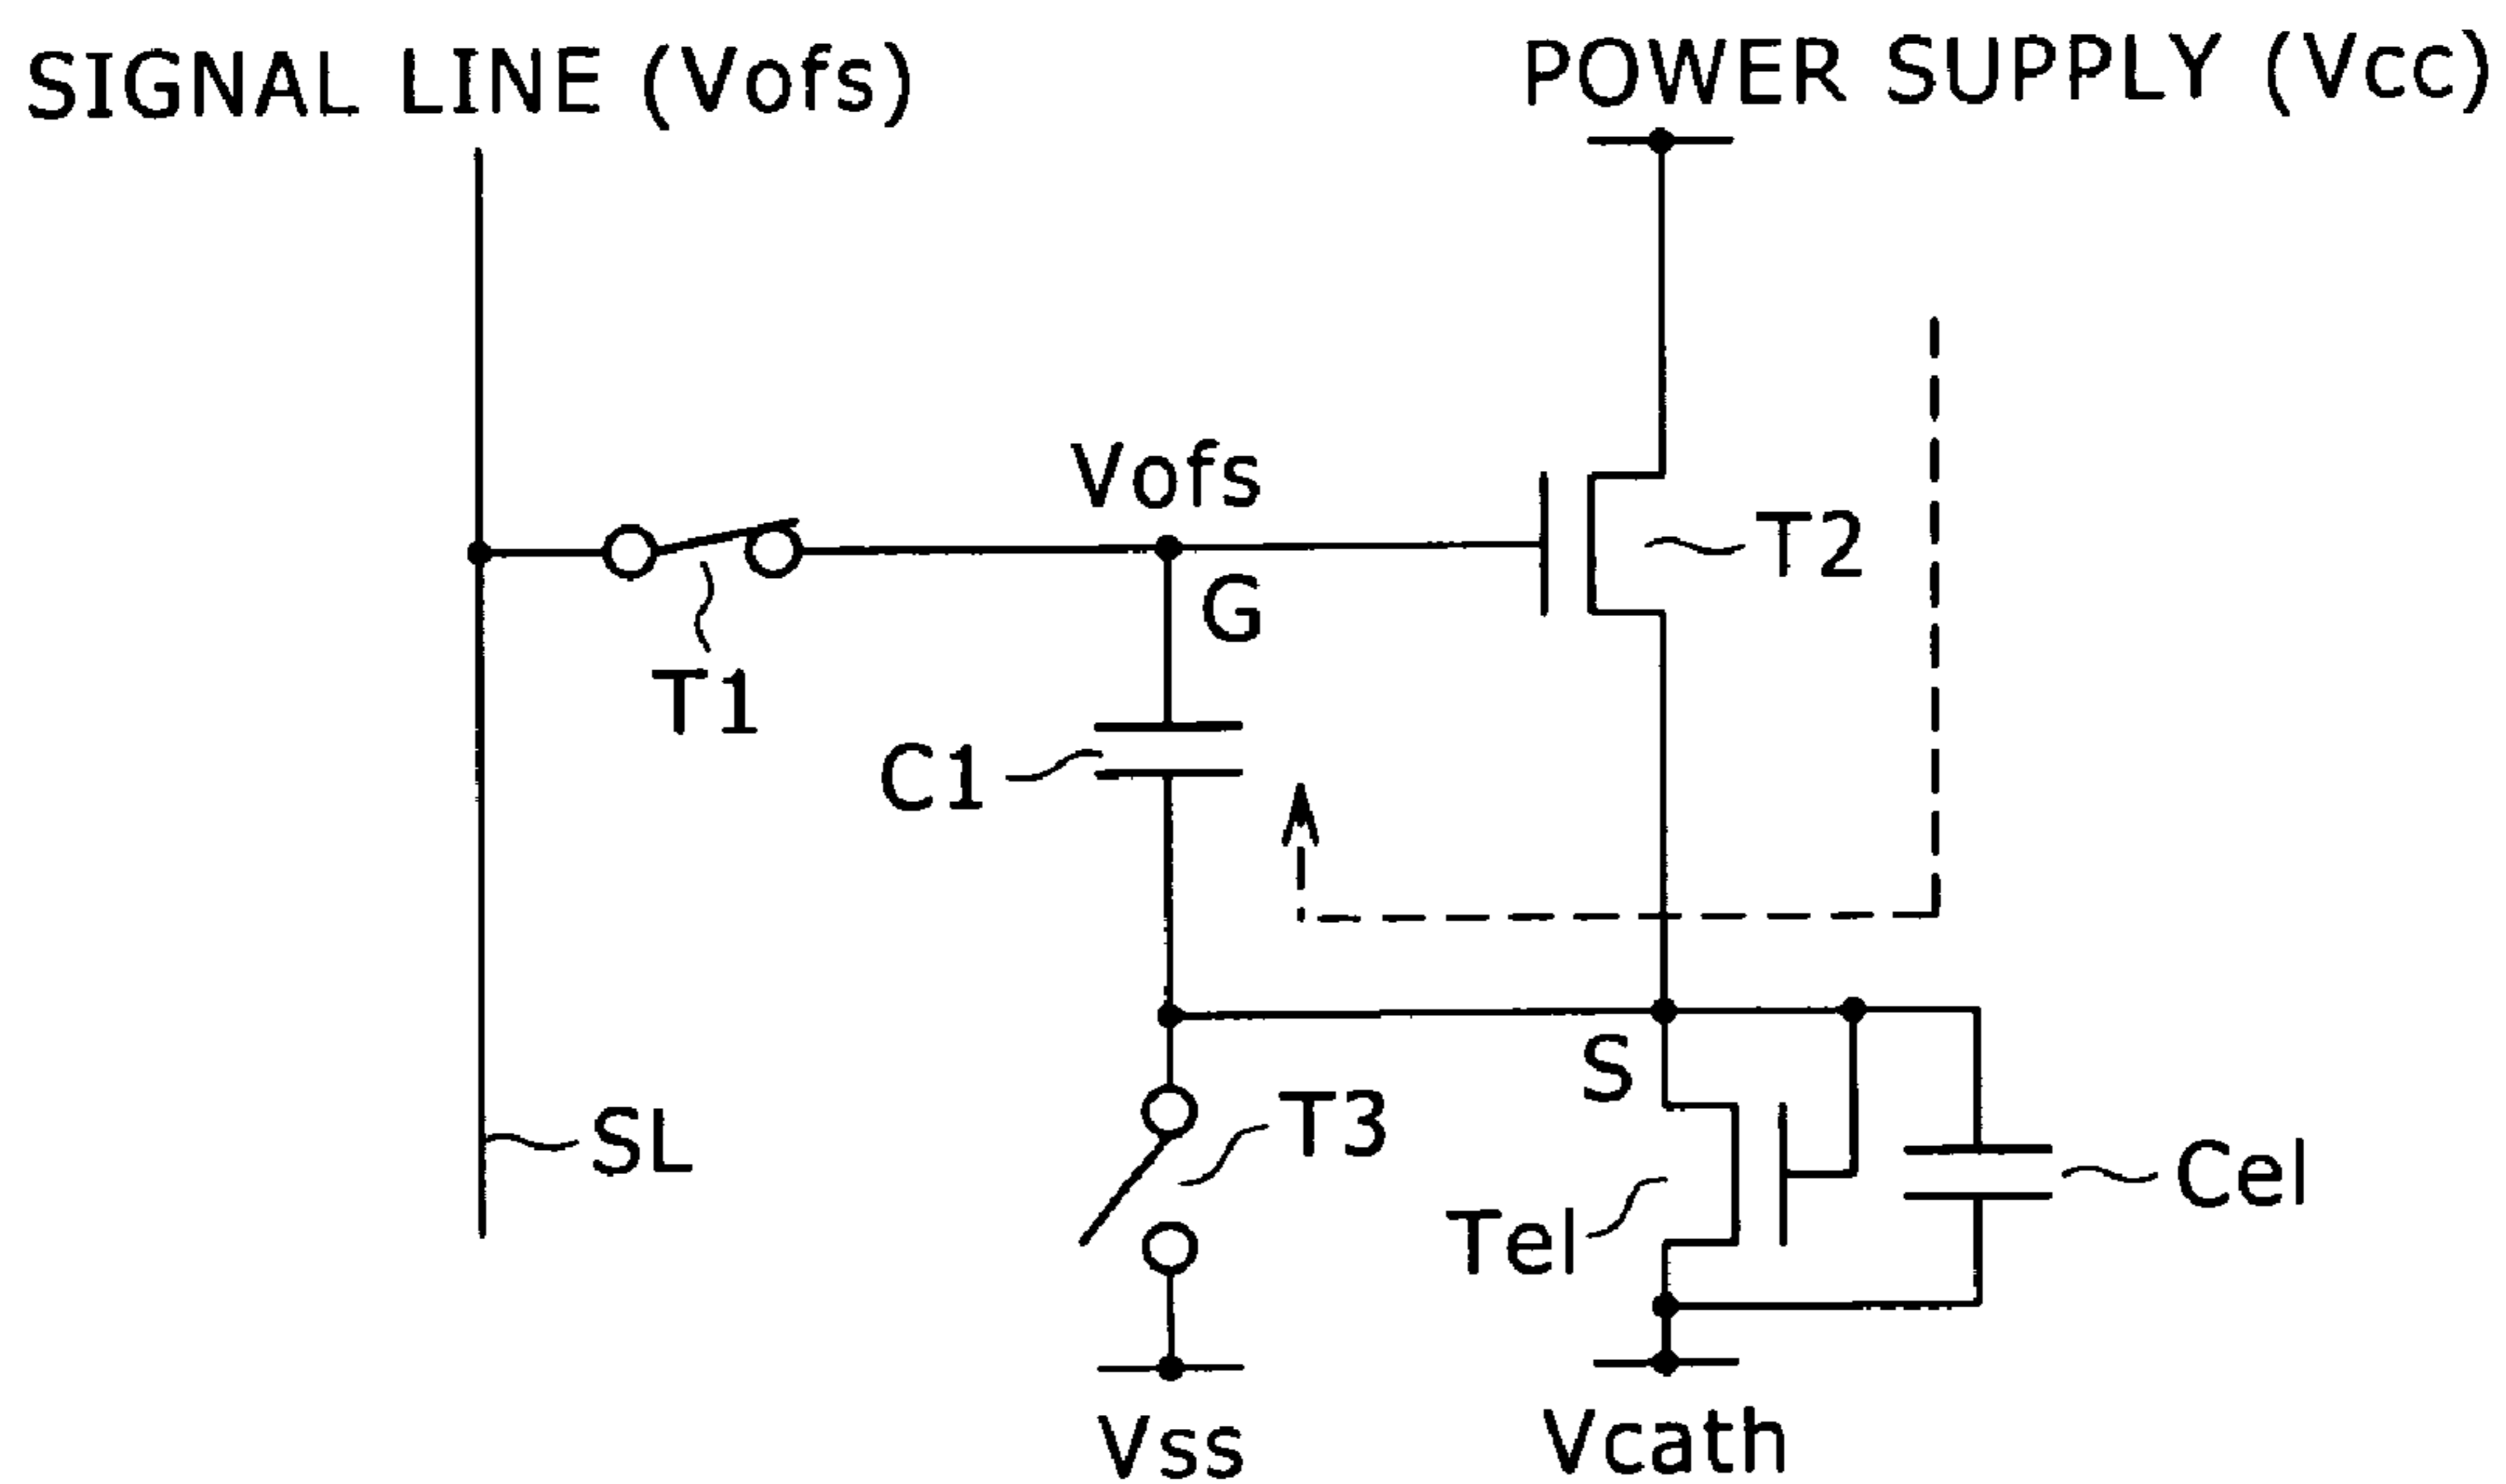 SIGNAL LINE (Vofs)
POWER SUPPLY (Vcc)
Vofs
T2
G
T1
C1
S
T3
SL
Cel
Tel
Vss
Vcath